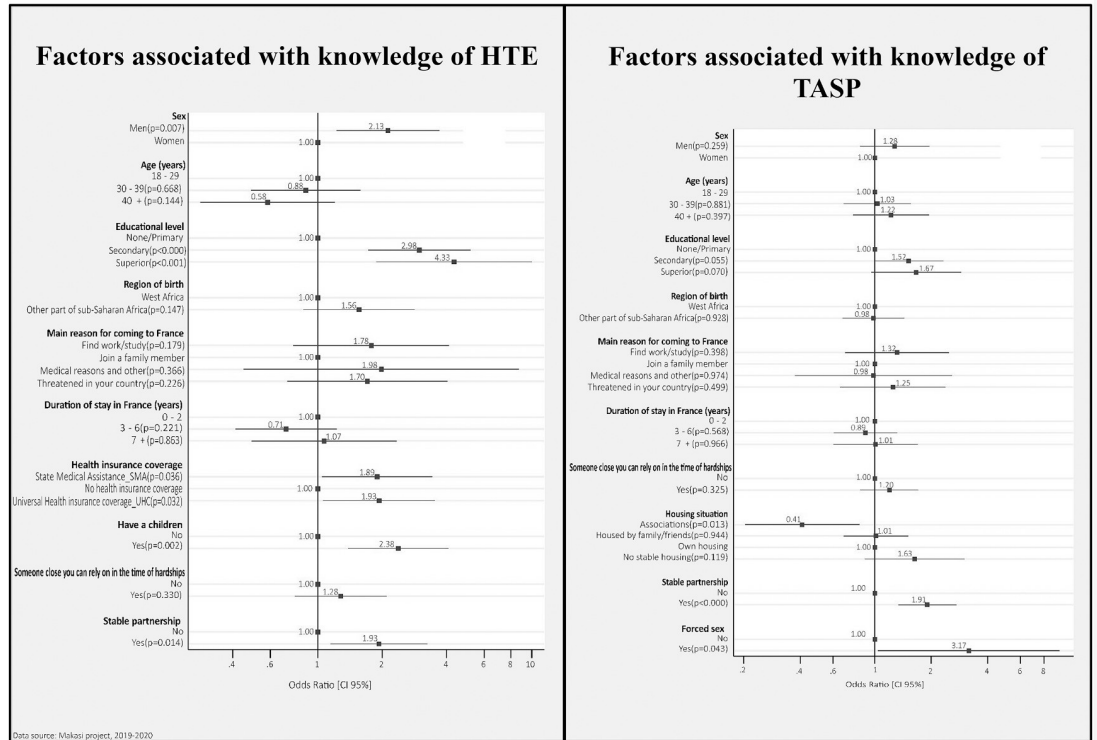 Factors associated with knowledge of HTE
Sex
Men(p=0.007)
2.13
Women
1.00
Age (years)
18 - 29
1.00
30 - 39(p=0.668)
0.88
40 + (p=0.144)
0.58
Educational level
None/Primary
1.00
Secondary(p<0.000)
2.98
Superior(p<0.001)
4.33
Region of birth
West Africa
1.00
Other part of sub-Saharan Africa(p=0.147)
1.56
Main reason for coming to France
Find work/study(p=0.179)
1.78
Join a family member
1.00
Medical reasons and other(p=0.366)
1.98
Threatened in your country(p=0.226)
1.70
Duration of stay in France (years)
0 - 2
1.00
3 - 6(p=0.221)
0.71
7 + (p=0.863)
1.07
Health insurance coverage
State Medical Assistance_SMA(p=0.036)
1.89
No health insurance coverage
1.00
Universal Health insurance coverage_UHC(p=0.032)
1.93
Have a children
No
1.00
Yes(p=0.002)
2.38
Someone close you can rely on in the time of hardships
No
1.00
Yes(p=0.330)
1.28
Stable partnership
No
1.00
Yes(p=0.014)
1.93
.4 .6 1 2 4 6 8 10
Odds Ratio [CI 95%]
Data source: Makasi project, 2019-2020
Factors associated with knowledge of
TASP
Sex
Men(p=0.259)
1.28
Women
1.00
Age (years)
18 - 29
1.00
30 - 39(p=0.881)
1.03
40 + (p=0.397)
1.22
Educational level
None/Primary
1.00
Secondary(p=0.055)
1.52
Superior(p=0.070)
1.67
Region of birth
West Africa
1.00
Other part of sub-Saharan Africa(p=0.928)
0.98
Main reason for coming to France
Find work/study(p=0.398)
1.32
Join a family member
1.00
Medical reasons and other(p=0.974)
0.98
Threatened in your country(p=0.499)
1.25
Duration of stay in France (years)
0 - 2
1.00
3 - 6(p=0.568)
0.89
7 + (p=0.966)
1.01
Someone close you can rely on in the time of hardships
No
1.00
Yes(p=0.325)
1.20
Housing situation
Associations(p=0.013)
0.41
Housed by family/friends(p=0.944)
1.01
Own housing
1.00
No stable housing(p=0.119)
1.63
Stable partnership
No
1.00
Yes(p<0.000)
1.91
Forced sex
No
1.00
Yes(p=0.043)
3.17
.2 .4 .6 1 2 4 6 8
Odds Ratio [CI 95%]